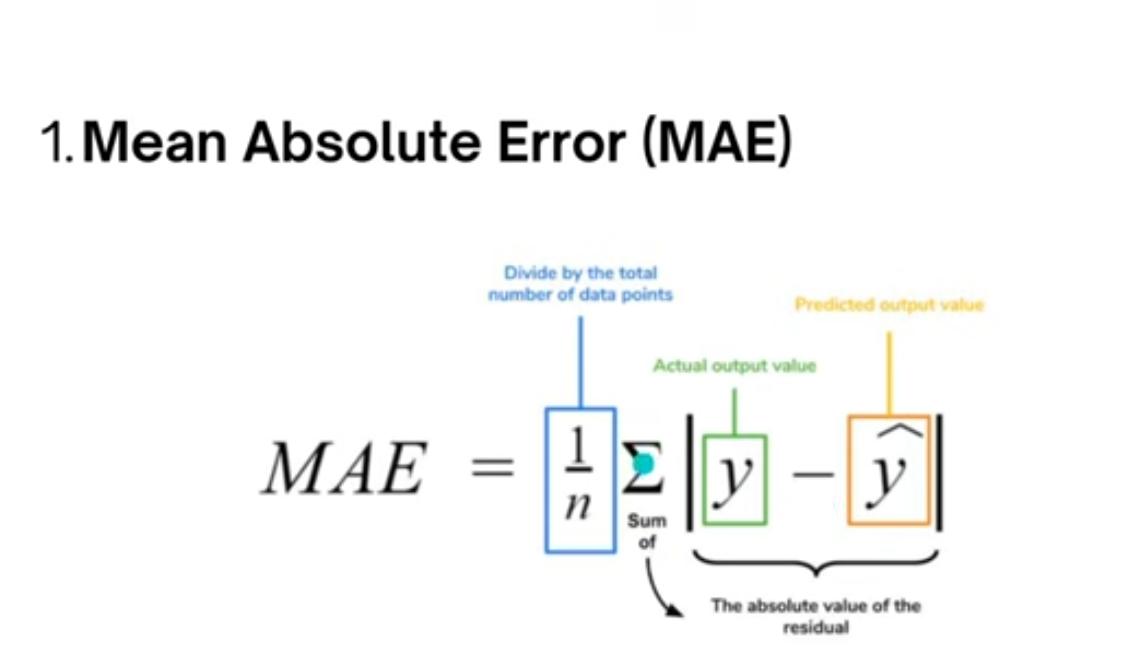 1. Mean Absolute Error (MAE)
Divide by the total
number of data points
Predicted output value
Actual output value
MAE = 1/n Σ |y − ŷ|
Sum
of
The absolute value of the
residual